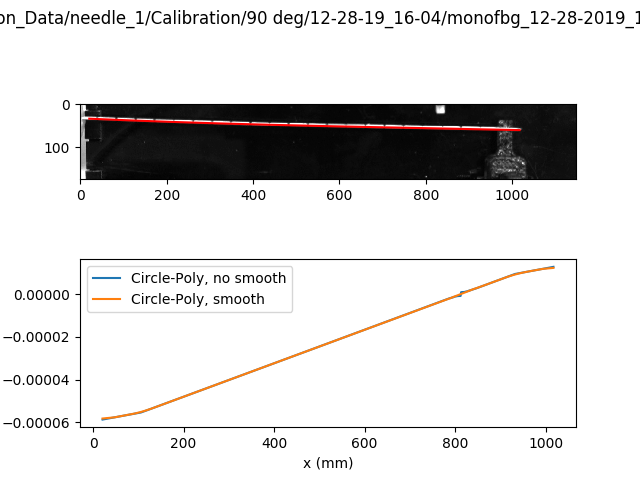 on_Data/needle_1/Calibration/90 deg/12-28-19_16-04/monofbg_12-28-2019_1
0
100
0 200 400 600 800 1000
Circle-Poly, no smooth
Circle-Poly, smooth
0.00000
−0.00002
−0.00004
−0.00006
0 200 400 600 800 1000
x (mm)